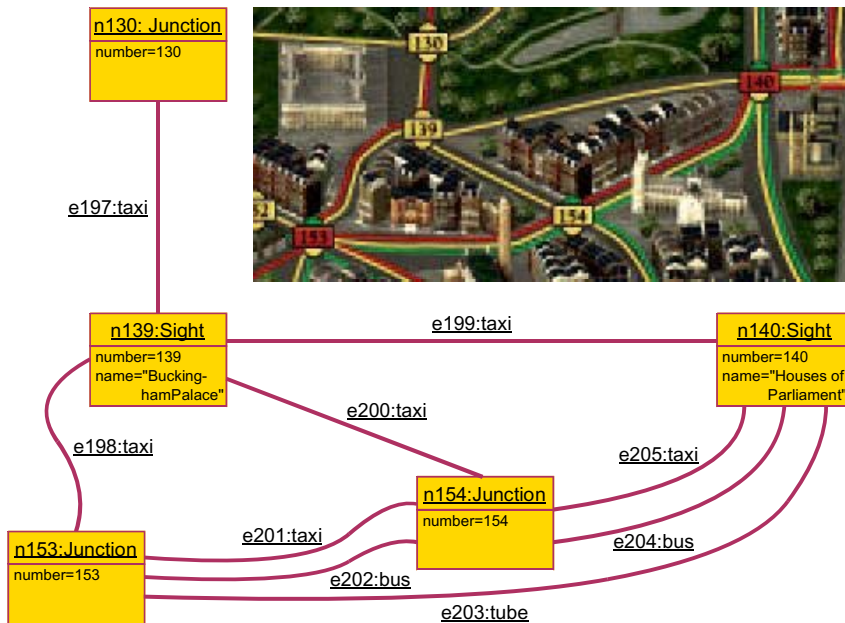 n130: Junction
number=130
130
140
139
52
154
153
e197:taxi
n139:Sight
number=139
name="Bucking-
hamPalace"
e199:taxi
n140:Sight
number=140
name="Houses of
Parliament"
e200:taxi
e198:taxi
e205:taxi
n154:Junction
number=154
e201:taxi
n153:Junction
number=153
e204:bus
e202:bus
e203:tube